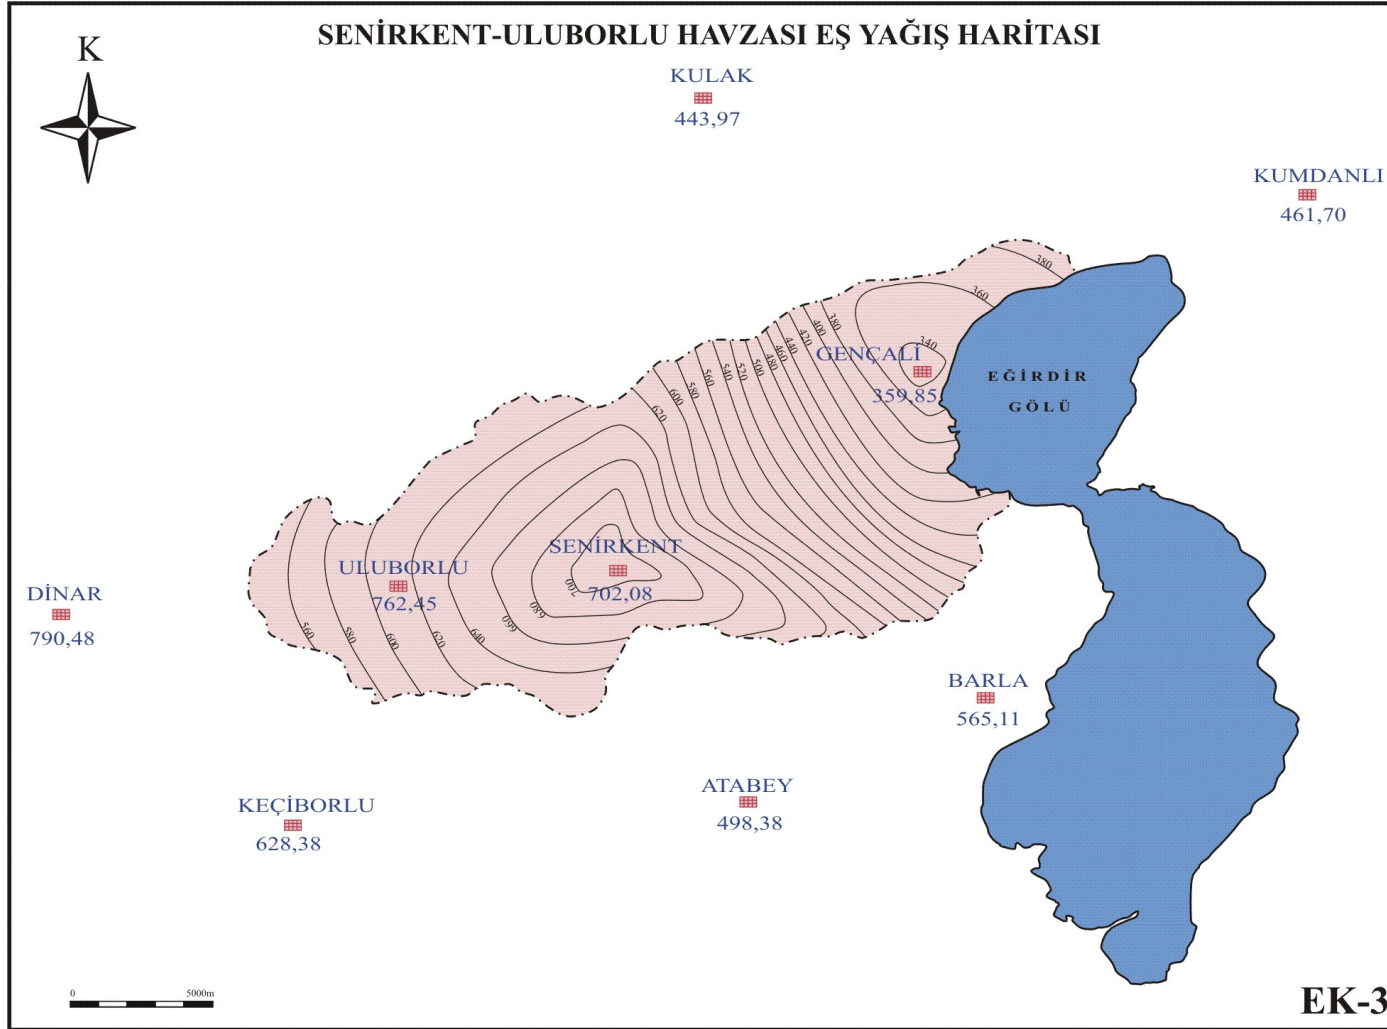 SENİRKENT-ULUBORLU HAVZASI EŞ YAĞIŞ HARİTASI
K
KULAK
443,97
KUMDANLI
461,70
380
360
380
400
420
440
460
480
500
520
540
560
580
600
620
340
GENÇALİ
359,85
EĞİRDİR
GÖLÜ
SENİRKENT
702,08
700
680
660
640
620
600
580
560
ULUBORLU
762,45
DİNAR
790,48
BARLA
565,11
ATABEY
498,38
KEÇİBORLU
628,38
0 5000m
EK-3